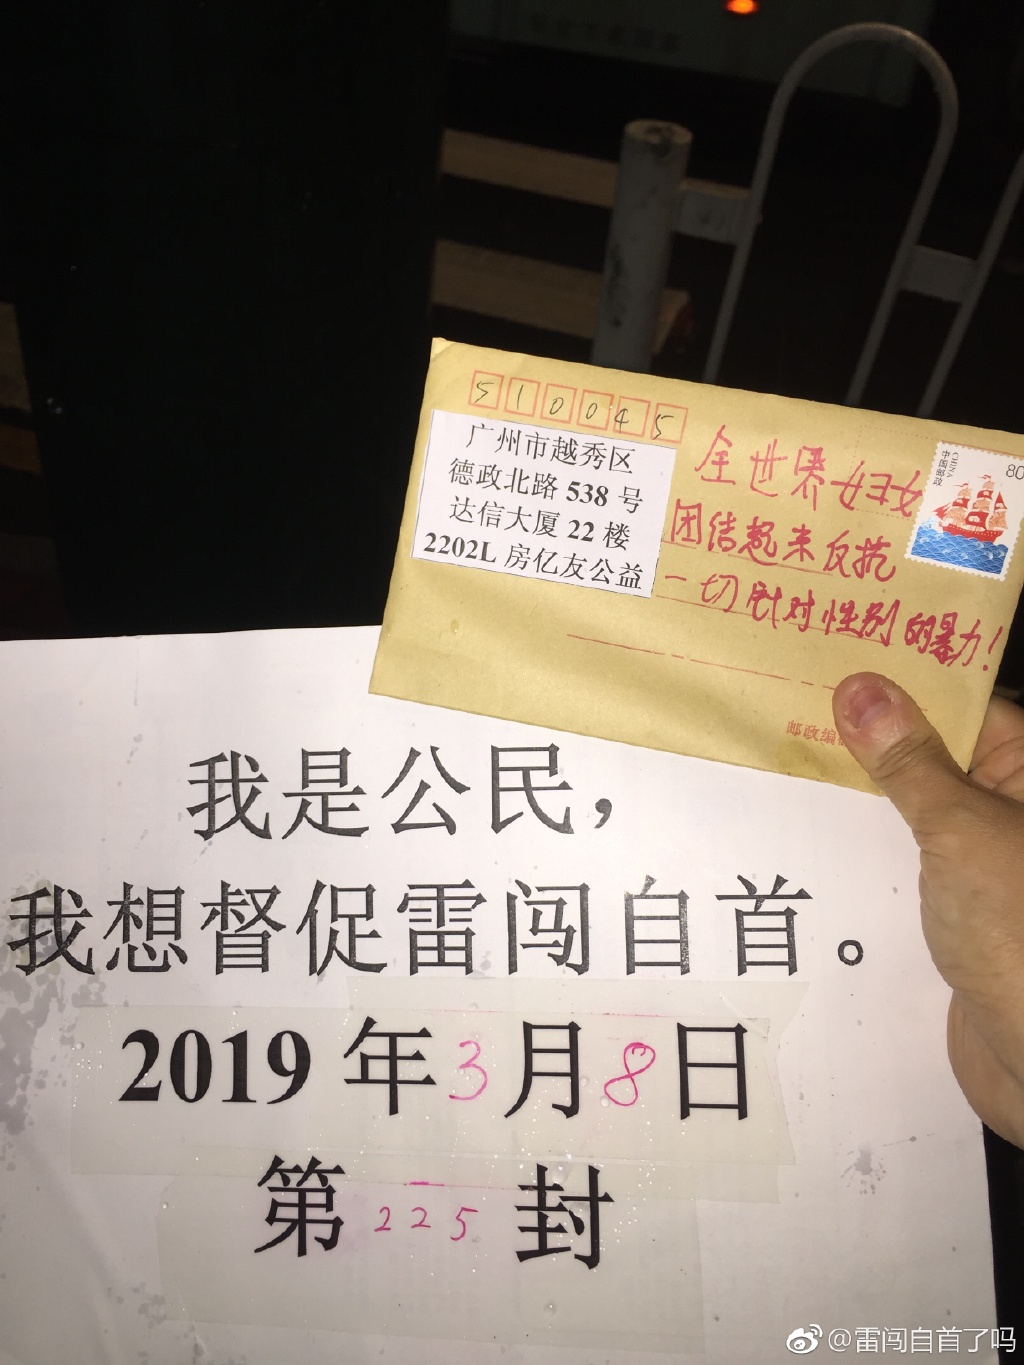 510045
广州市越秀区
德政北路 538 号
达信大厦 22 楼
2202L 房亿友公益
全世界妇女
团结起来反抗
一切针对性别的暴力！
80
中国邮政
CHINA
邮政编
我是公民，
我想督促雷闯自首。
2019 年 3 月 8 日
第 225 封
@雷闯自首了吗